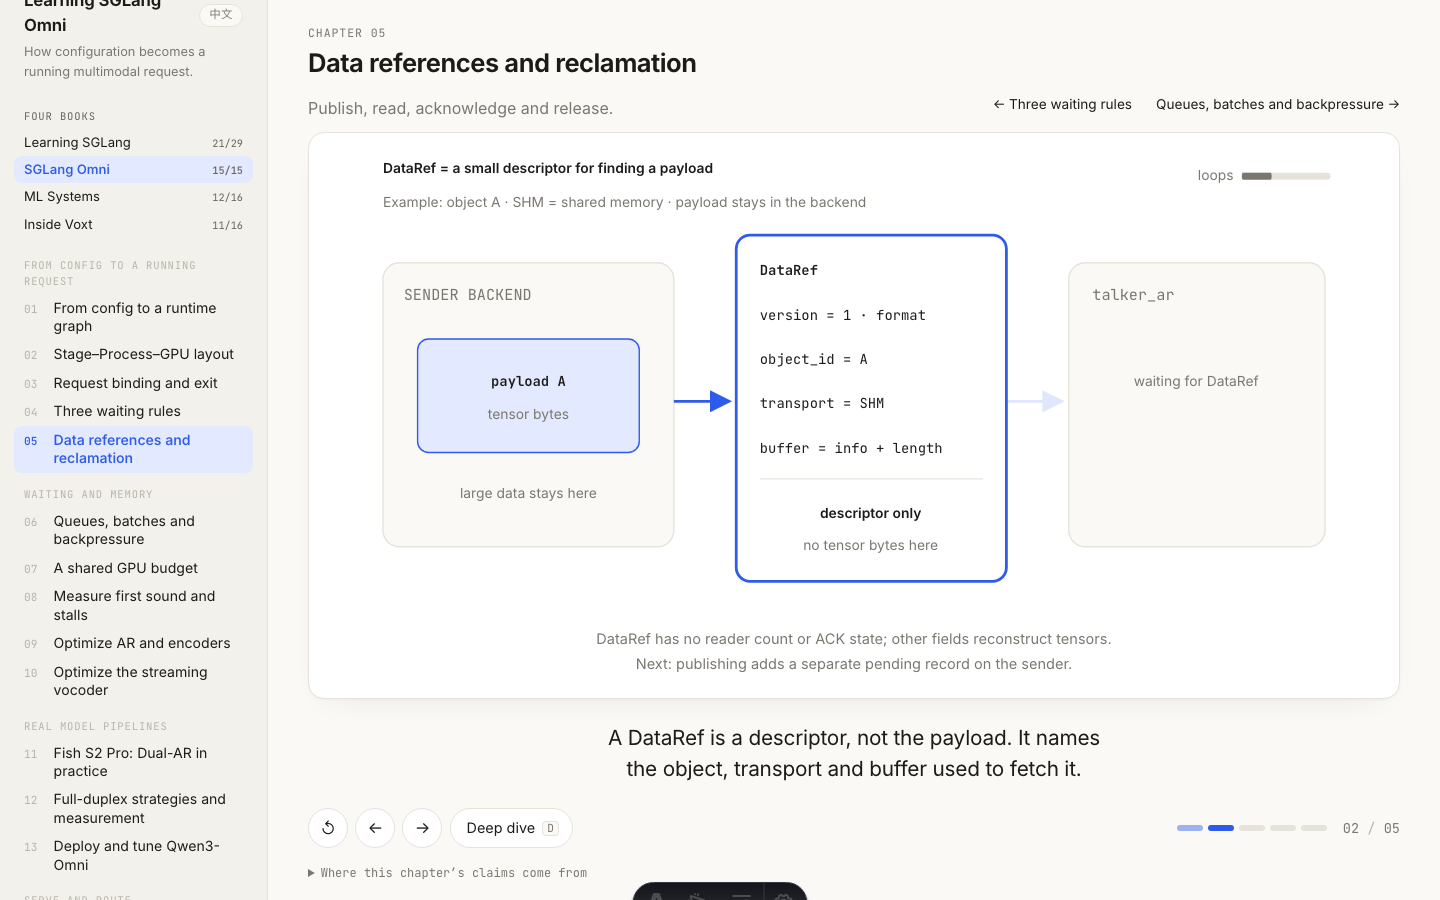 Learning SGLang
Omni
中文
How configuration becomes a
running multimodal request.
FOUR BOOKS
Learning SGLang 21/29
SGLang Omni 15/15
ML Systems 12/16
Inside Voxt 11/16
FROM CONFIG TO A RUNNING
REQUEST
01 From config to a runtime
graph
02 Stage–Process–GPU layout
03 Request binding and exit
04 Three waiting rules
05 Data references and
reclamation
WAITING AND MEMORY
06 Queues, batches and
backpressure
07 A shared GPU budget
08 Measure first sound and
stalls
09 Optimize AR and encoders
10 Optimize the streaming
vocoder
REAL MODEL PIPELINES
11 Fish S2 Pro: Dual-AR in
practice
12 Full-duplex strategies and
measurement
13 Deploy and tune Qwen3-
Omni
SERVE AND ROUTE
CHAPTER 05
Data references and reclamation
Publish, read, acknowledge and release.
← Three waiting rules
Queues, batches and backpressure →
DataRef = a small descriptor for finding a payload
Example: object A · SHM = shared memory · payload stays in the backend
loops
SENDER BACKEND
payload A
tensor bytes
large data stays here
DataRef
version = 1 · format
object_id = A
transport = SHM
buffer = info + length
descriptor only
no tensor bytes here
talker_ar
waiting for DataRef
DataRef has no reader count or ACK state; other fields reconstruct tensors.
Next: publishing adds a separate pending record on the sender.
A DataRef is a descriptor, not the payload. It names
the object, transport and buffer used to fetch it.
Deep dive D
02 / 05
▶ Where this chapter's claims come from